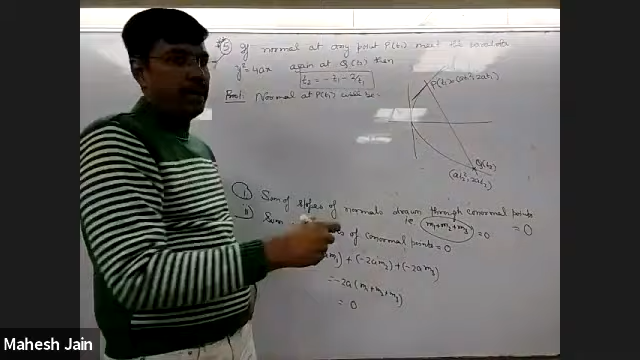 5 If normal at any point P(t₁) meet the parabola
y² = 4ax again at Q(t₂) then
t₂ = -t₁ - 2/t₁
Proof: Normal at P(t₁) will be
P(t₁) = (at₁², 2at₁)
Q(t₂)
(at₂², 2at₂)
i) Sum of slopes of normals drawn through conormal points = 0
i.e. m₁+m₂+m₃ = 0
ii) Sum of conormal points = 0
+ (-2am₂) + (-2am₃)
= -2a(m₁+m₂+m₃)
= 0
Mahesh Jain